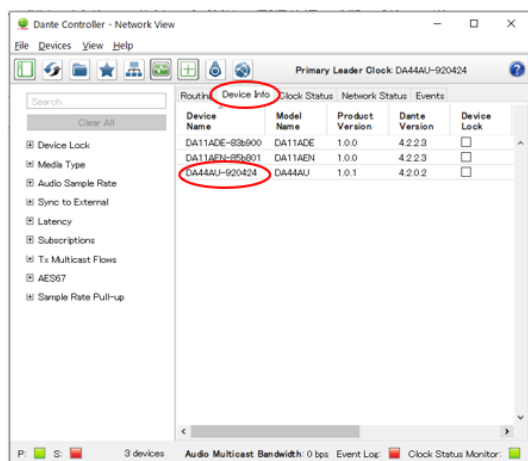 Dante Controller - Network View
File Devices View Help
Primary Leader Clock: DA44AU-920424
Search
Clear All
Device Lock
Media Type
Audio Sample Rate
Sync to External
Latency
Subscriptions
Tx Multicast Flows
AES67
Sample Rate Pull-up
Routing Device Info Clock Status Network Status Events
Device Name Model Name Product Version Dante Version Device Lock
DA11ADE-83b900 DA11ADE 1.0.0 4.2.2.3
DA11AEN-85b801 DA11AEN 1.0.0 4.2.2.3
DA44AU-920424 DA44AU 1.0.1 4.2.0.2
P: S: 3 devices Audio Multicast Bandwidth: 0 bps Event Log: Clock Status Monitor: